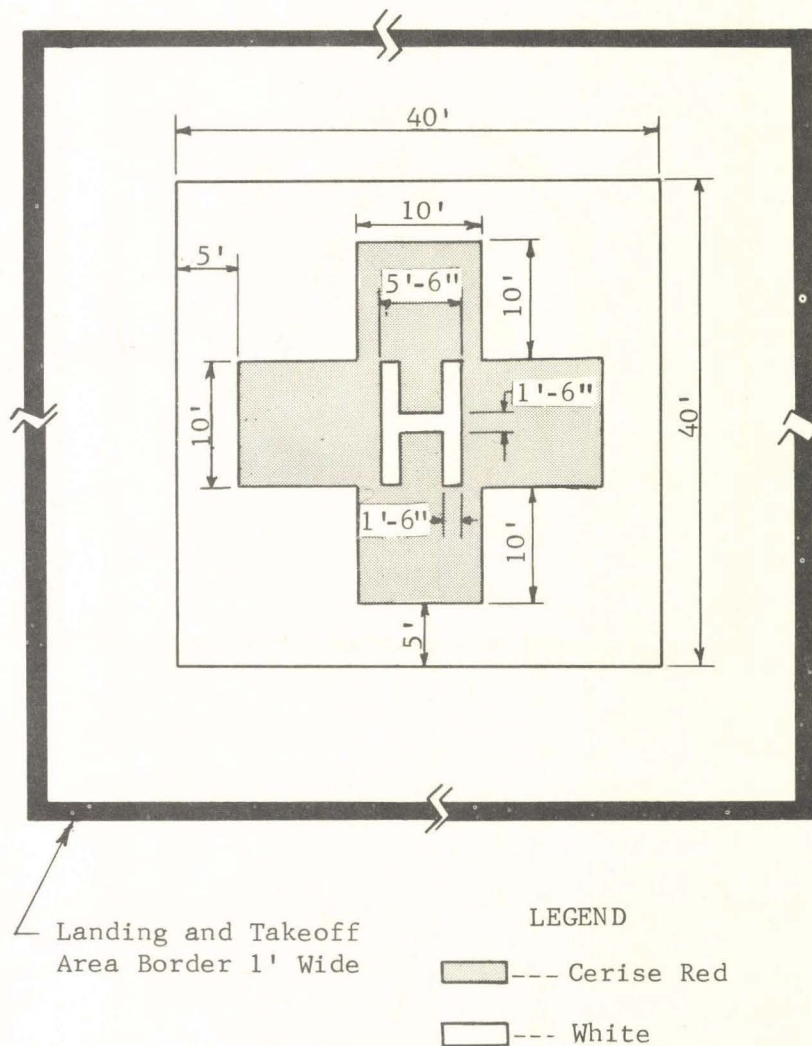 40'
10'
5'
5'-6"
10'
1'-6"
10'
40'
1'-6"
10'
5'
Landing and Takeoff
Area Border 1' Wide
LEGEND
--- Cerise Red
--- White